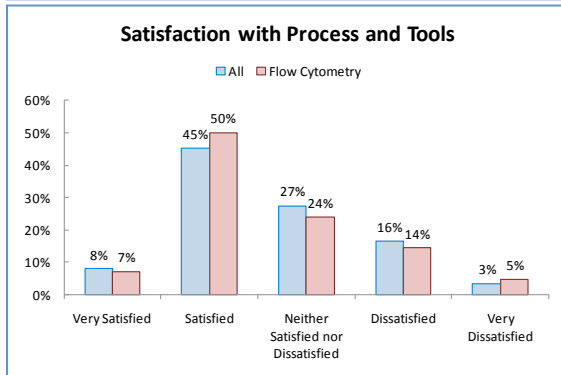 Satisfaction with Process and Tools
All Flow Cytometry
60%
50%
40%
30%
20%
10%
0%
8%
7%
45%
50%
27%
24%
16%
14%
3%
5%
Very Satisfied
Satisfied
Neither
Satisfied nor
Dissatisfied
Dissatisfied
Very
Dissatisfied